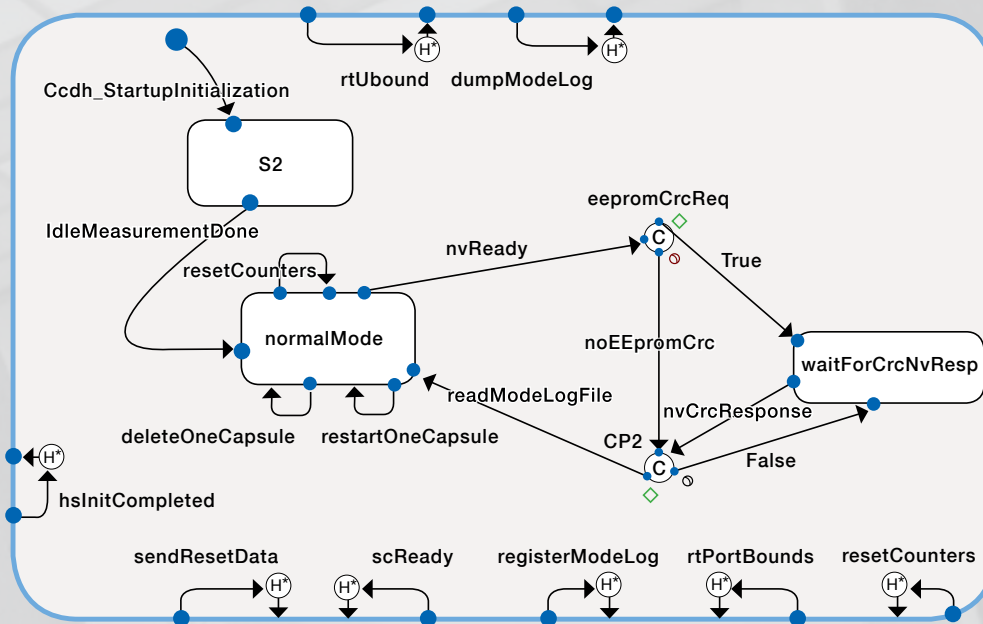 H*
H*
rtUbound
dumpModeLog
Ccdh_StartupInitialization
S2
eepromCrcReq
C
IdleMeasurementDone
nvReady
True
resetCounters
normalMode
noEEpromCrc
waitForCrcNvResp
readModeLogFile
nvCrcResponse
deleteOneCapsule
restartOneCapsule
CP2
C
False
H*
hsInitCompleted
sendResetData
scReady
registerModeLog
rtPortBounds
resetCounters
H*
H*
H*
H*
H*